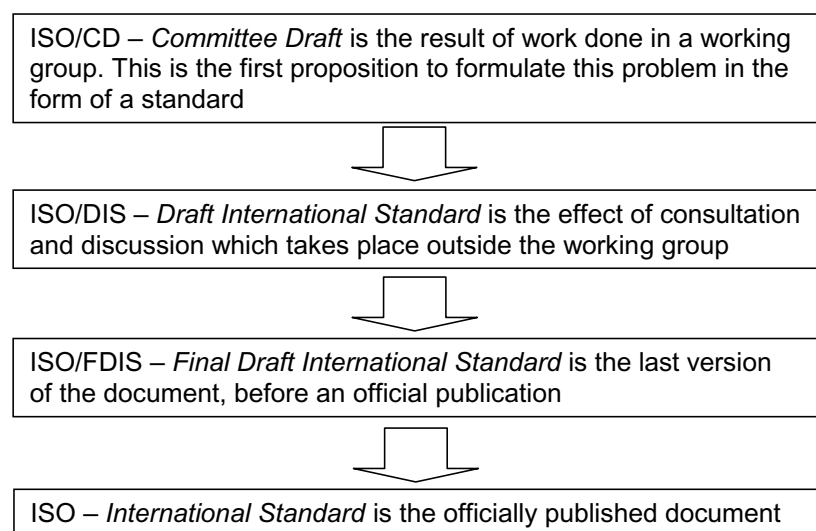 ISO/CD – Committee Draft is the result of work done in a working
group. This is the first proposition to formulate this problem in the
form of a standard
ISO/DIS – Draft International Standard is the effect of consultation
and discussion which takes place outside the working group
ISO/FDIS – Final Draft International Standard is the last version
of the document, before an official publication
ISO – International Standard is the officially published document